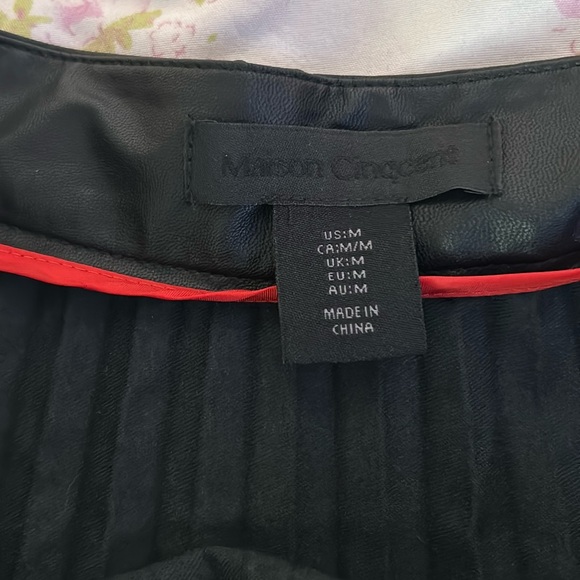 Maison Cinqcent
US:M
CA:M/M
UK:M
EU:M
AU:M
MADE IN
CHINA